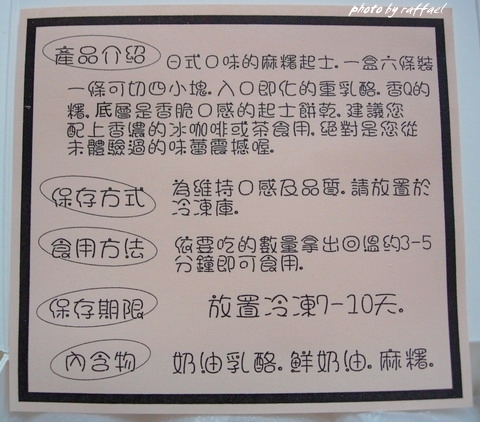 photo by raffael
產品介紹 日式口味的麻糬起士。一盒六條裝
一條可切四小塊。入口即化的重乳酪。香Q的
糬。底層是香脆口感的起士餅乾。建議您
配上香濃的冰咖啡或茶食用。絕對是您從
未體驗過的味蕾震撼喔。
保存方式 為維持口感及品質。請放置於
冷凍庫。
食用方法 依要吃的數量拿出回溫約3-5
分鐘即可食用。
保存期限 放置冷凍7-10天。
內含物 奶油乳酪。鮮奶油。麻糬。